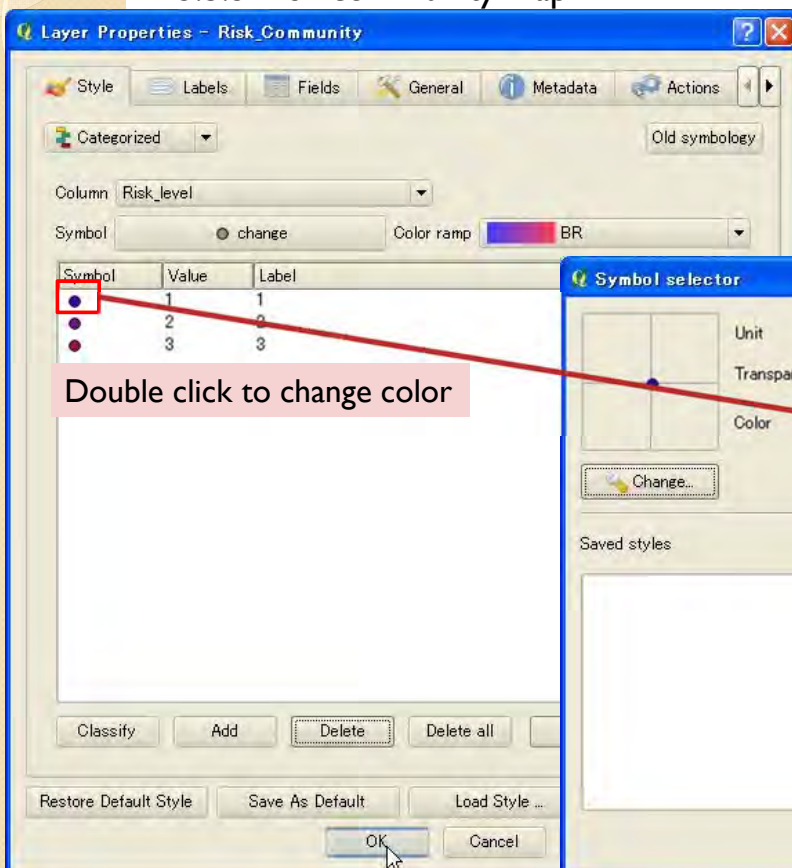 Layer Properties - Risk_Community
Style Labels Fields General Metadata Actions
Categorized Old symbology
Column Risk_level
Symbol change Color ramp BR
Symbol Value Label
1 1
2 2
3 3
Double click to change color
Classify Add Delete Delete all
Restore Default Style Save As Default Load Style ...
OK Cancel
Symbol selector
Unit
Transpa
Color
Change...
Saved styles